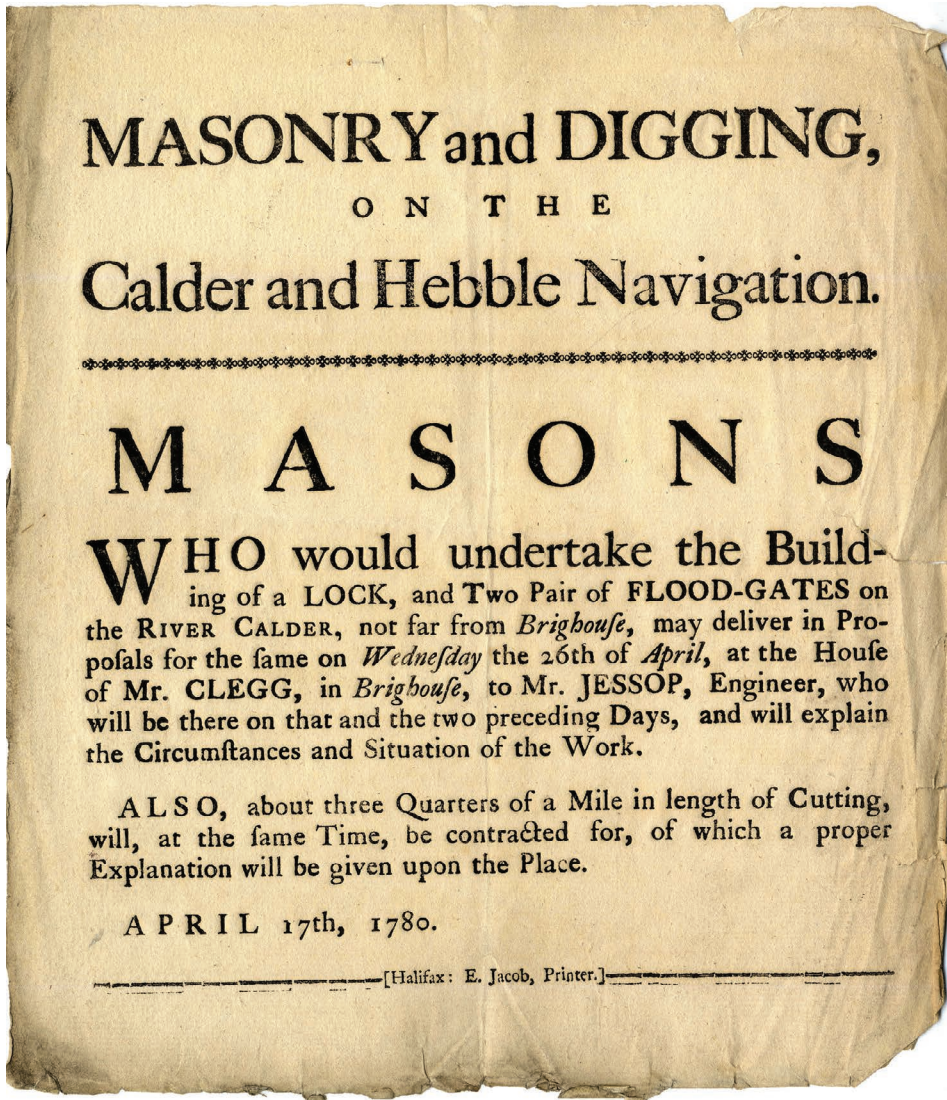 MASONRY and DIGGING,
ON THE
Calder and Hebble Navigation.
MASONS
WHO would undertake the Build-
ing of a LOCK, and Two Pair of FLOOD-GATES on
the RIVER CALDER, not far from Brighouſe, may deliver in Pro-
poſals for the ſame on Wedneſday the 26th of April, at the Houſe
of Mr. CLEGG, in Brighouſe, to Mr. JESSOP, Engineer, who
will be there on that and the two preceding Days, and will explain
the Circumſtances and Situation of the Work.
ALSO, about three Quarters of a Mile in length of Cutting,
will, at the ſame Time, be contracted for, of which a proper
Explanation will be given upon the Place.
APRIL 17th, 1780.
[Halifax: E. Jacob, Printer.]